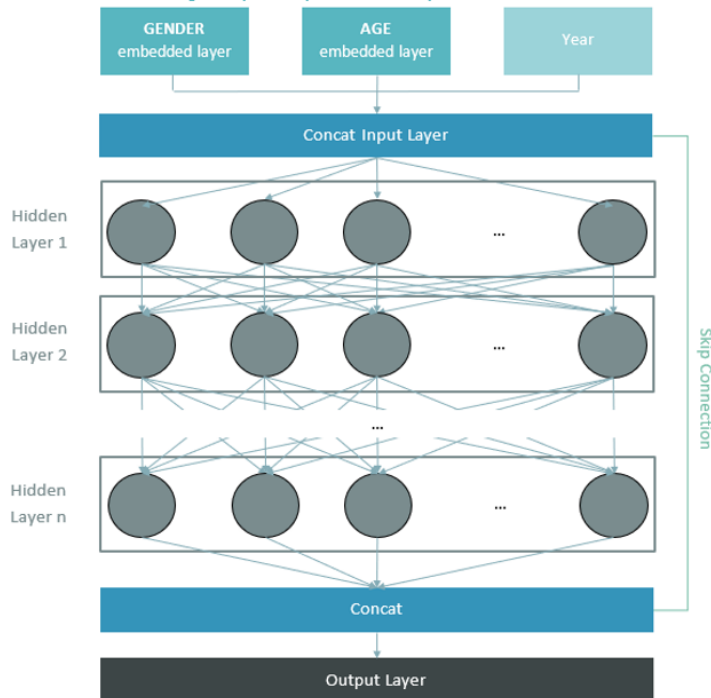 GENDER
embedded layer
AGE
embedded layer
Year
Concat Input Layer
Hidden
Layer 1
...
Hidden
Layer 2
...
Skip Connection
...
Hidden
Layer n
...
Concat
Output Layer